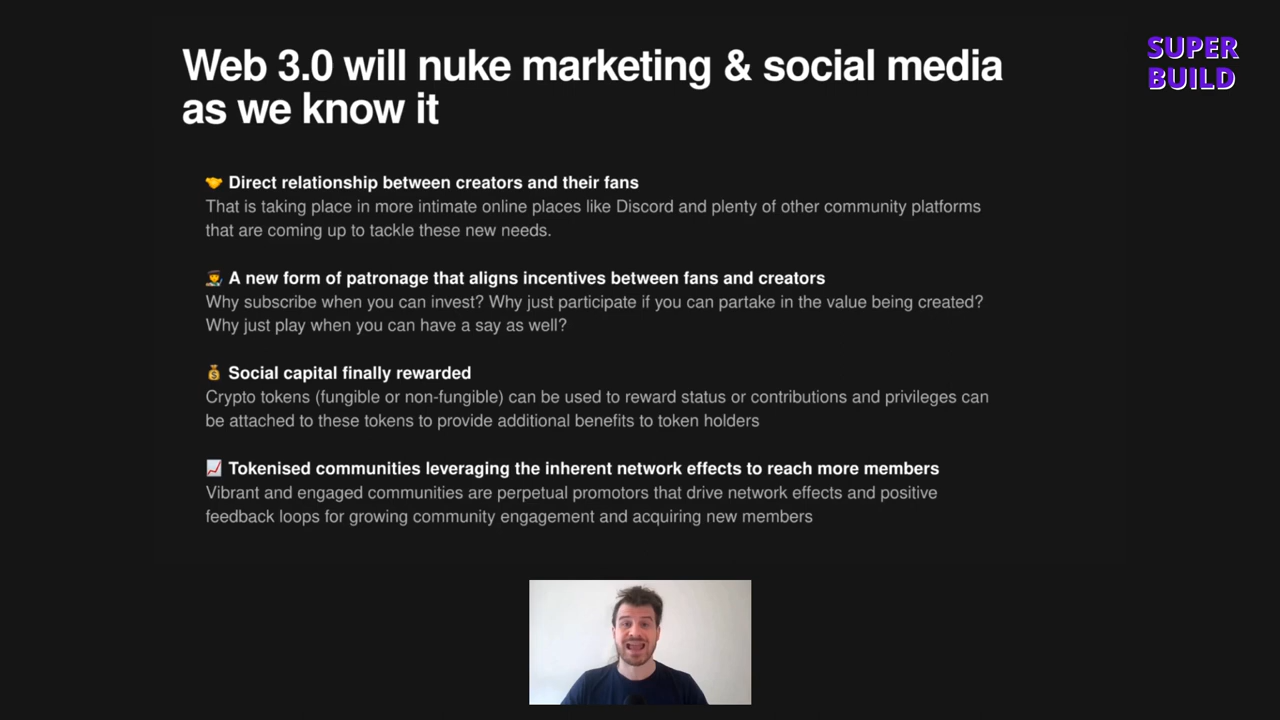 Web 3.0 will nuke marketing & social media
as we know it
SUPER
BUILD
🤝 Direct relationship between creators and their fans
That is taking place in more intimate online places like Discord and plenty of other community platforms
that are coming up to tackle these new needs.
👩‍🎨 A new form of patronage that aligns incentives between fans and creators
Why subscribe when you can invest? Why just participate if you can partake in the value being created?
Why just play when you can have a say as well?
💰 Social capital finally rewarded
Crypto tokens (fungible or non-fungible) can be used to reward status or contributions and privileges can
be attached to these tokens to provide additional benefits to token holders
📈 Tokenised communities leveraging the inherent network effects to reach more members
Vibrant and engaged communities are perpetual promotors that drive network effects and positive
feedback loops for growing community engagement and acquiring new members